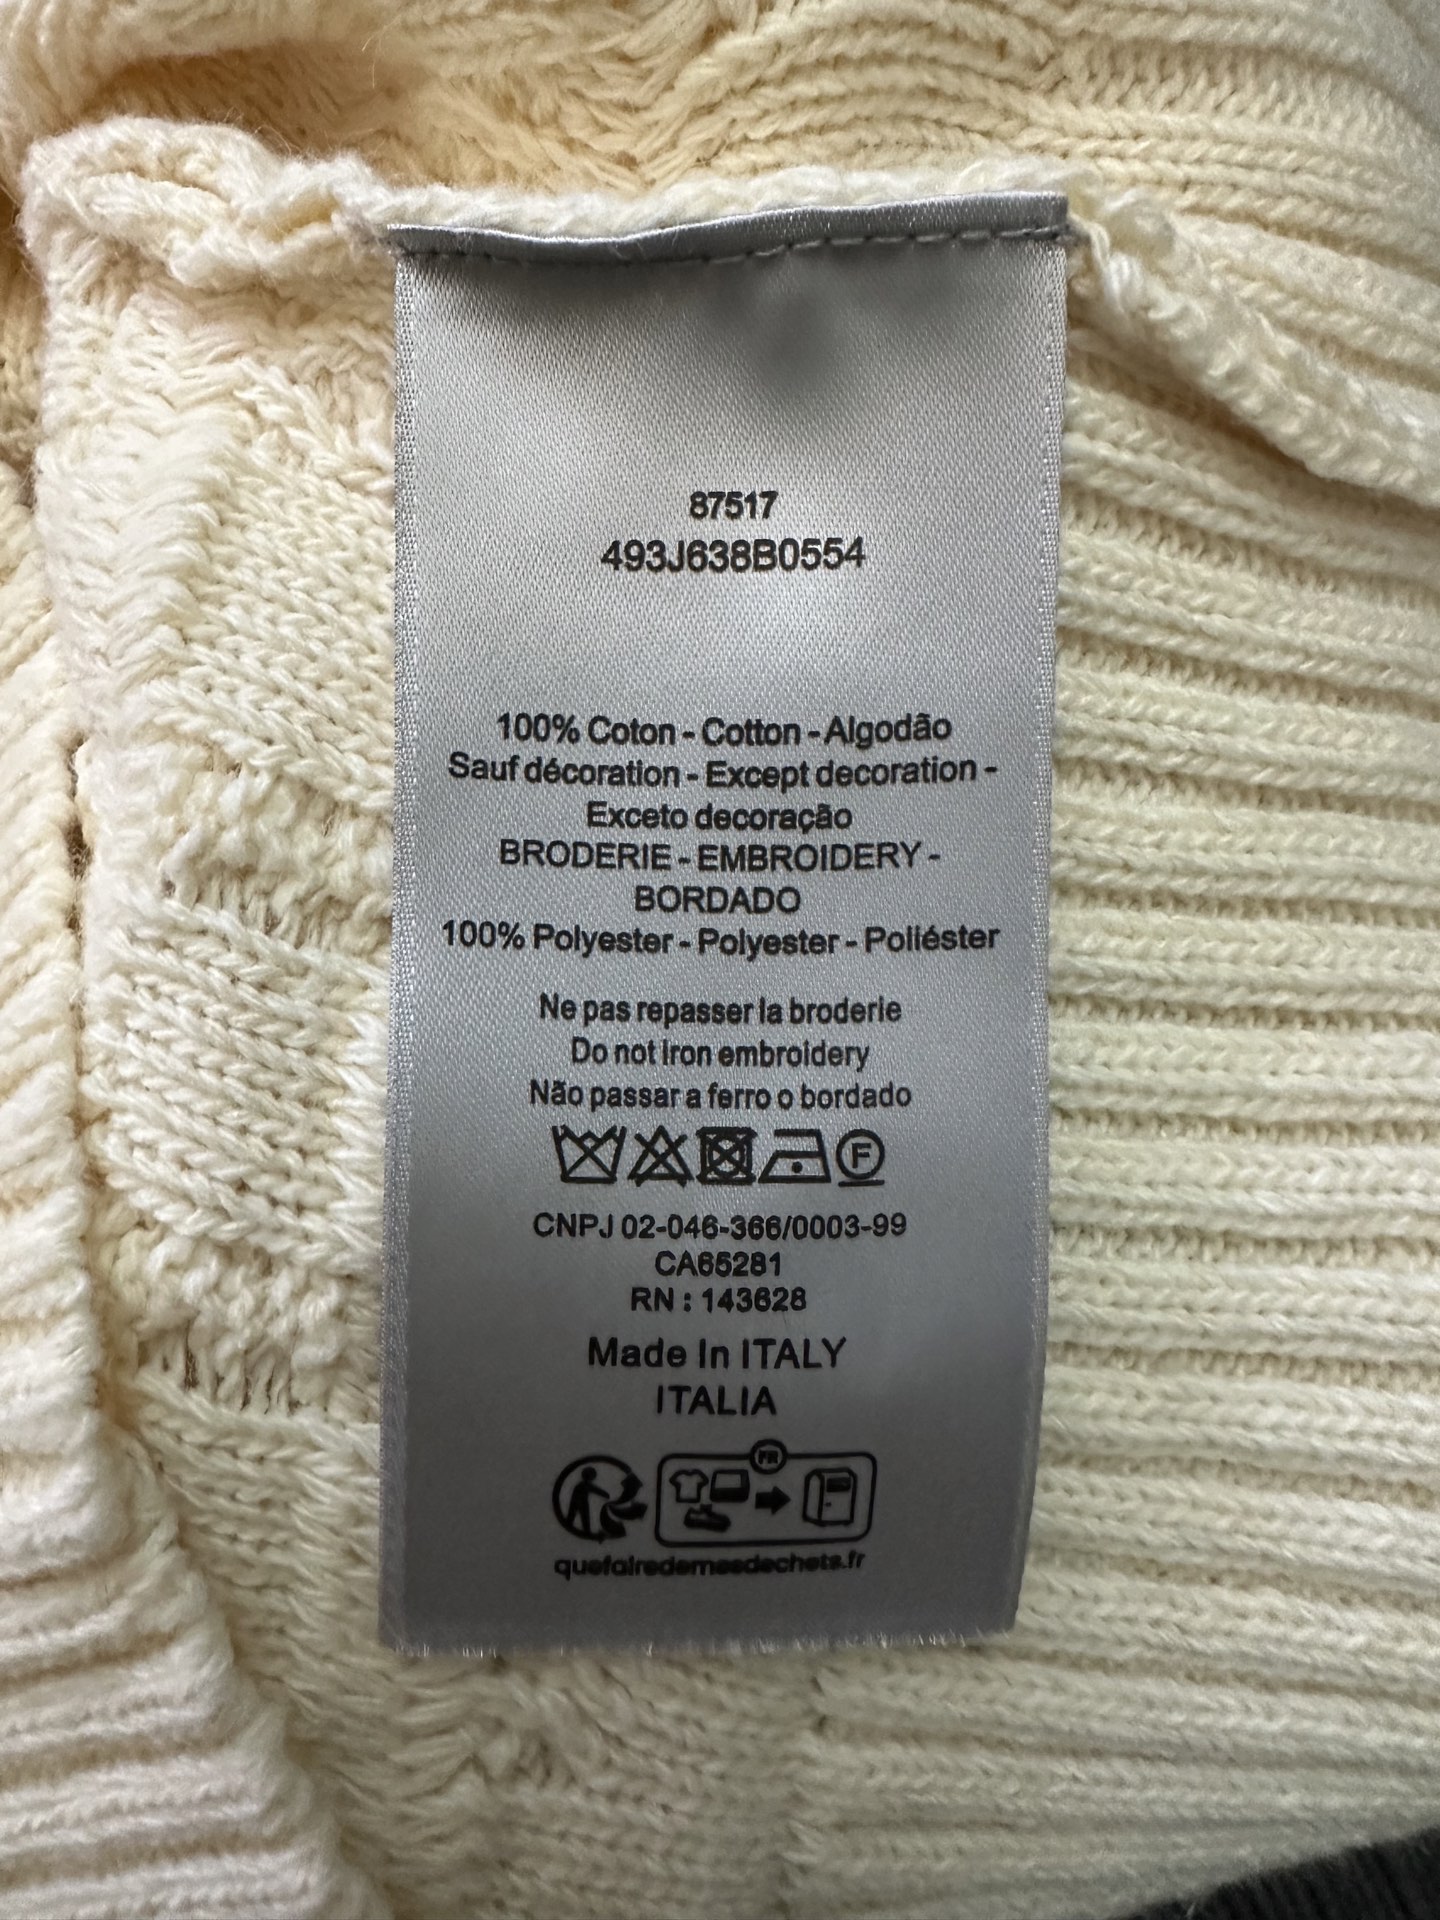 87517
493J638B0554
100% Coton - Cotton - Algodão
Sauf décoration - Except decoration -
Exceto decoração
BRODERIE - EMBROIDERY -
BORDADO
100% Polyester - Polyester - Poliéster
Ne pas repasser la broderie
Do not iron embroidery
Não passar a ferro o bordado
F
CNPJ 02-046-366/0003-99
CA65281
RN : 143628
Made in ITALY
ITALIA
FR
quefairedemesdechets.fr